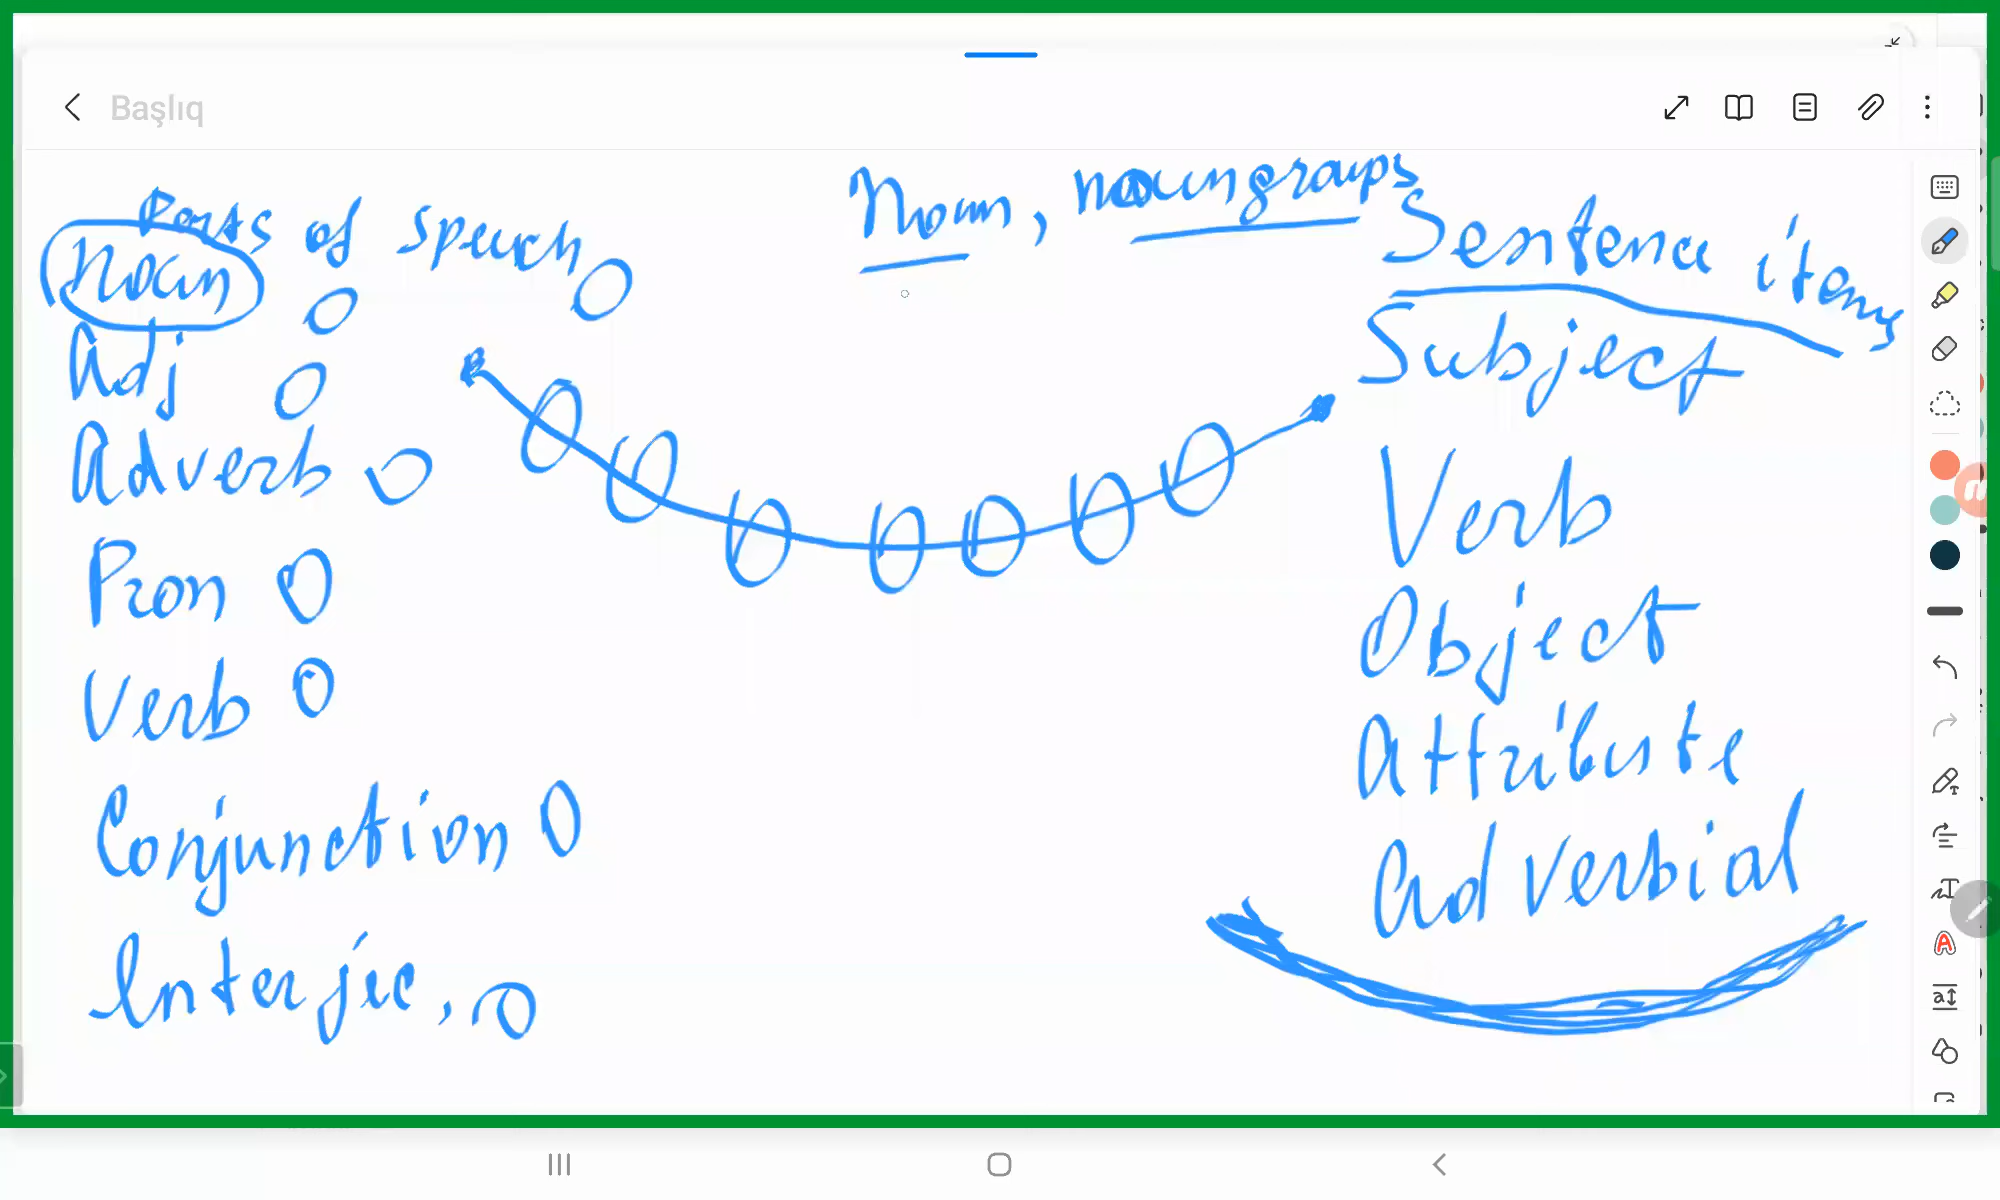 Başlıq
Noun, noun groups
Parts of speech
Noun
Adj
Adverb
Pron
Verb
Conjunction
Interjec.
Sentence items
Subject
Verb
Object
Attribute
Adverbial